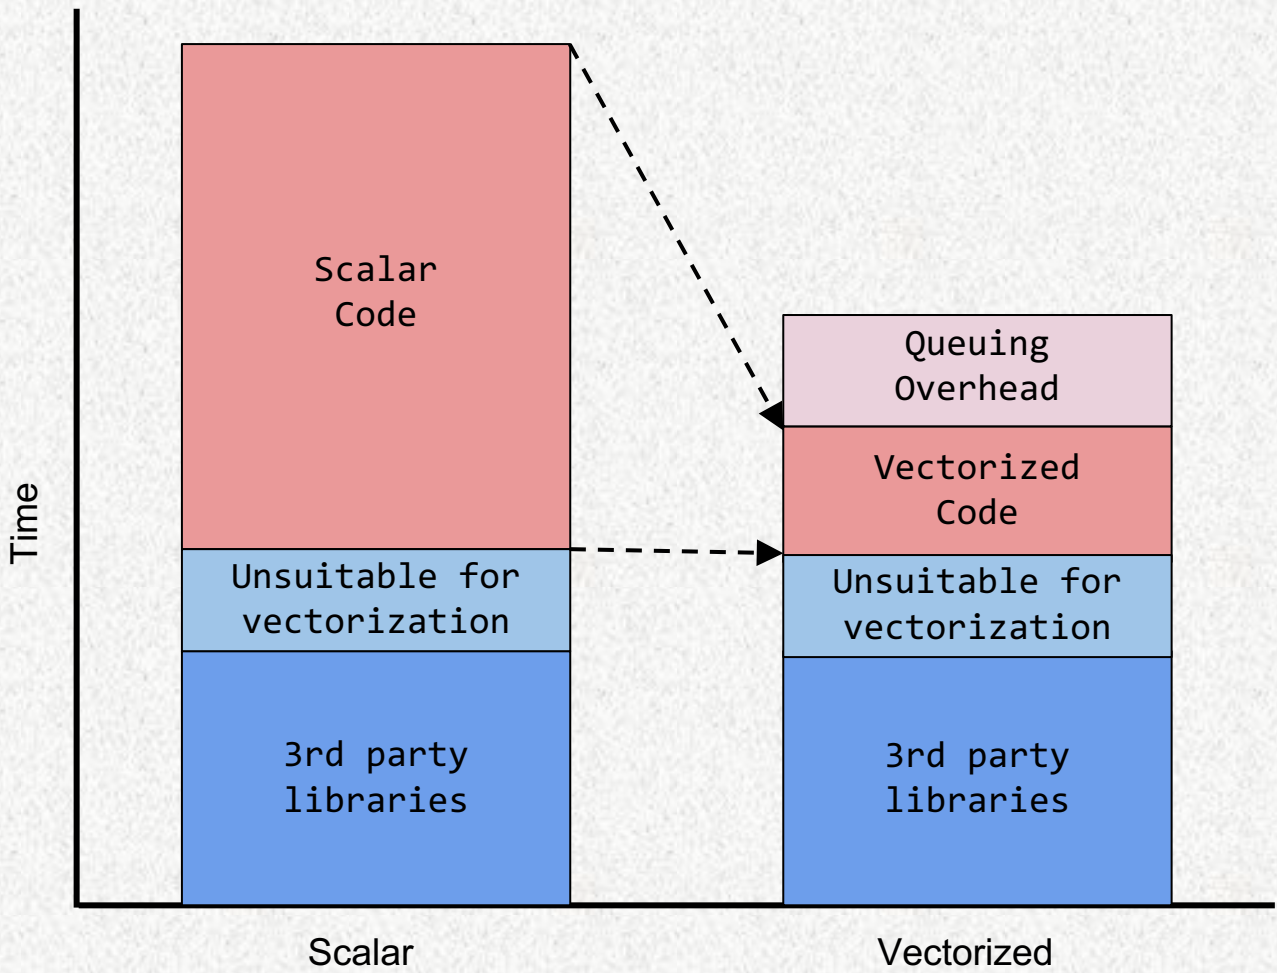 Time
Scalar
Code
Unsuitable for
vectorization
3rd party
libraries
Scalar
Queuing
Overhead
Vectorized
Code
Unsuitable for
vectorization
3rd party
libraries
Vectorized